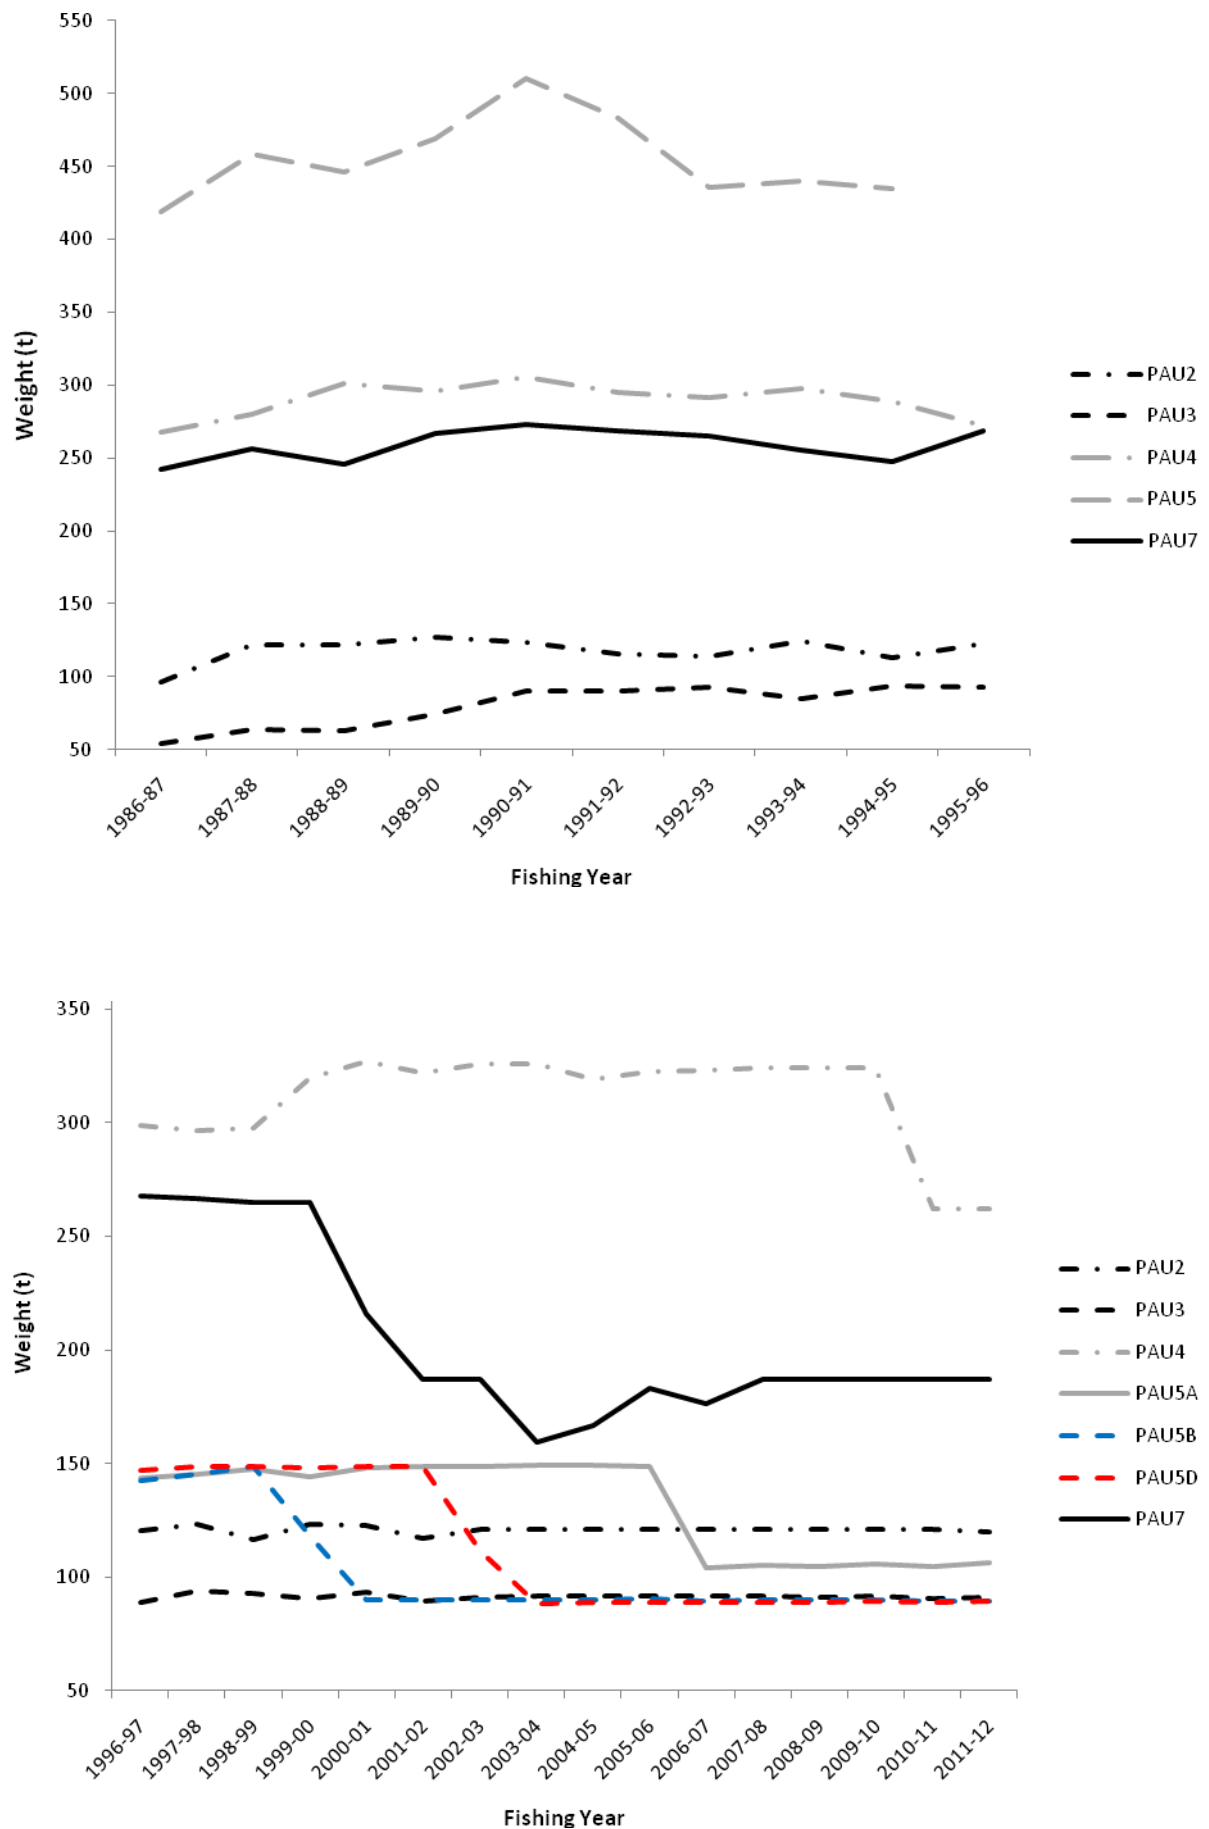 550
500
450
400
350
300
250
200
150
100
50
Weight (t)
1986-87
1987-88
1988-89
1989-90
1990-91
1991-92
1992-93
1993-94
1994-95
1995-96
Fishing Year
PAU2
PAU3
PAU4
PAU5
PAU7
350
300
250
200
150
100
50
Weight (t)
1996-97
1997-98
1998-99
1999-00
2000-01
2001-02
2002-03
2003-04
2004-05
2005-06
2006-07
2007-08
2008-09
2009-10
2010-11
2011-12
Fishing Year
PAU2
PAU3
PAU4
PAU5A
PAU5B
PAU5D
PAU7